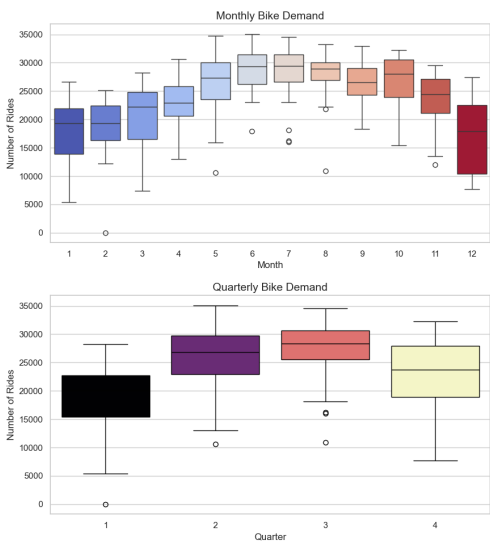 Monthly Bike Demand
35000
30000
25000
20000
15000
10000
5000
0
Number of Rides
1 2 3 4 5 6 7 8 9 10 11 12
Month
Quarterly Bike Demand
35000
30000
25000
20000
15000
10000
5000
0
Number of Rides
1 2 3 4
Quarter